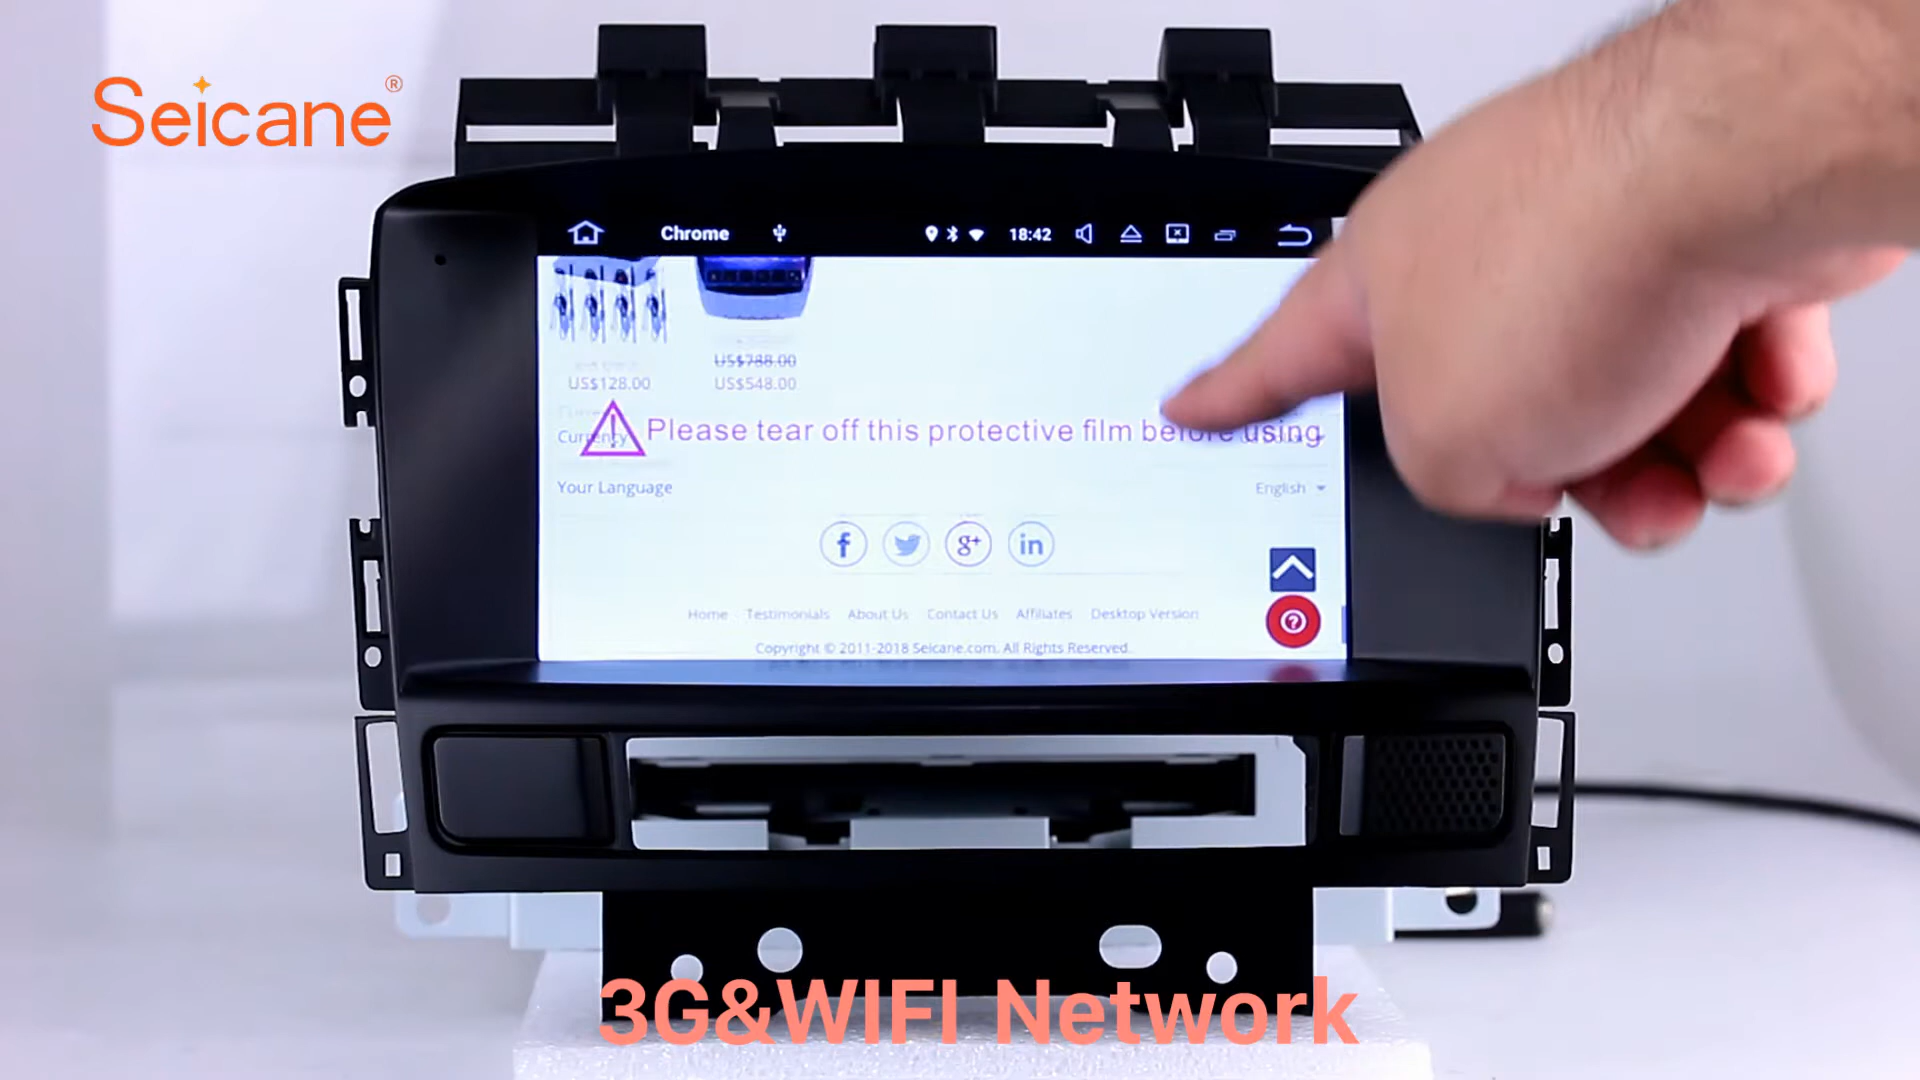 Seicane®
Chrome
18:42
US$788.00
US$128.00
US$548.00
Currency
Please tear off this protective film before using
Your Language
English
f
g+
in
Home
Testimonials
About Us
Contact Us
Affiliates
Desktop Version
Copyright © 2011-2018 Seicane.com. All Rights Reserved.
3G&WIFI Network